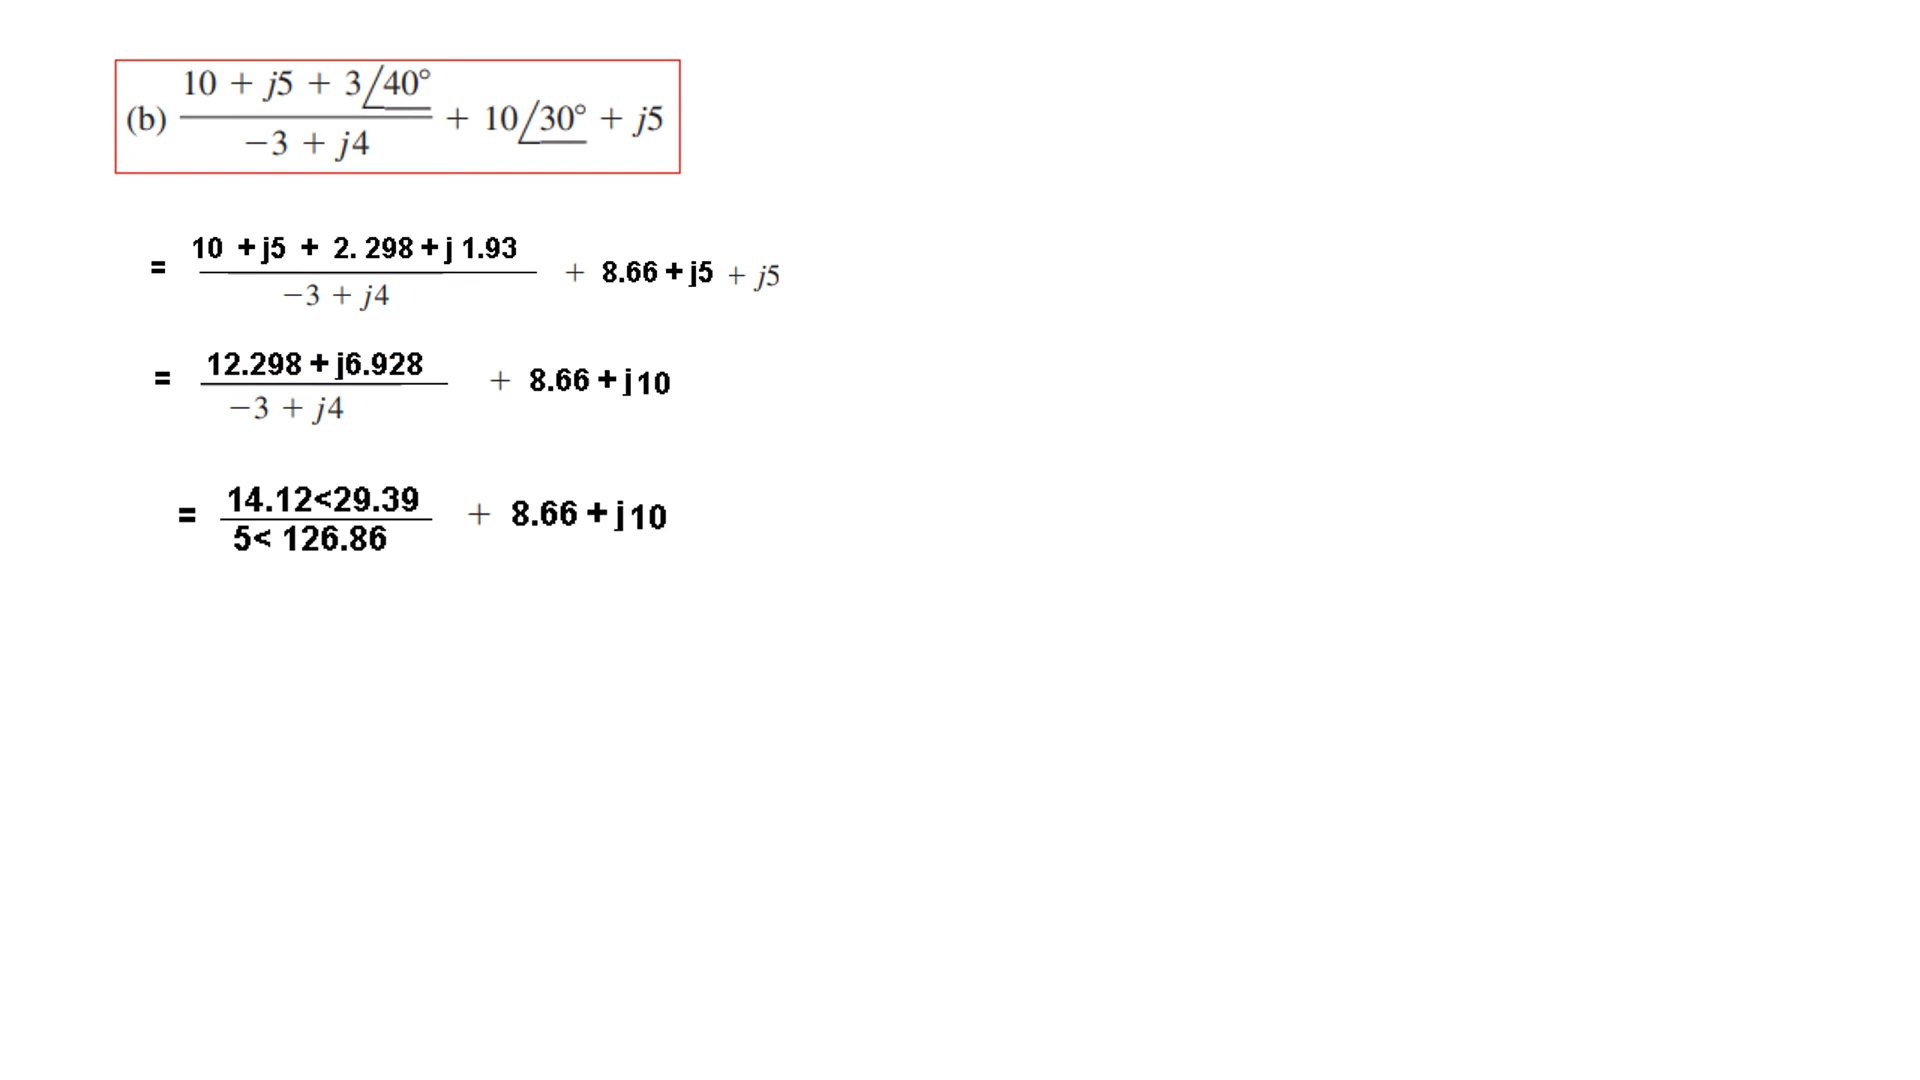 (b) 10 + j5 + 3∠40°
−3 + j4
+ 10∠30° + j5
= 10 + j5 + 2. 298 + j 1.93
−3 + j4
+ 8.66 + j5 + j5
= 12.298 + j6.928
−3 + j4
+ 8.66 + j 10
= 14.12<29.39
5< 126.86
+ 8.66 + j 10